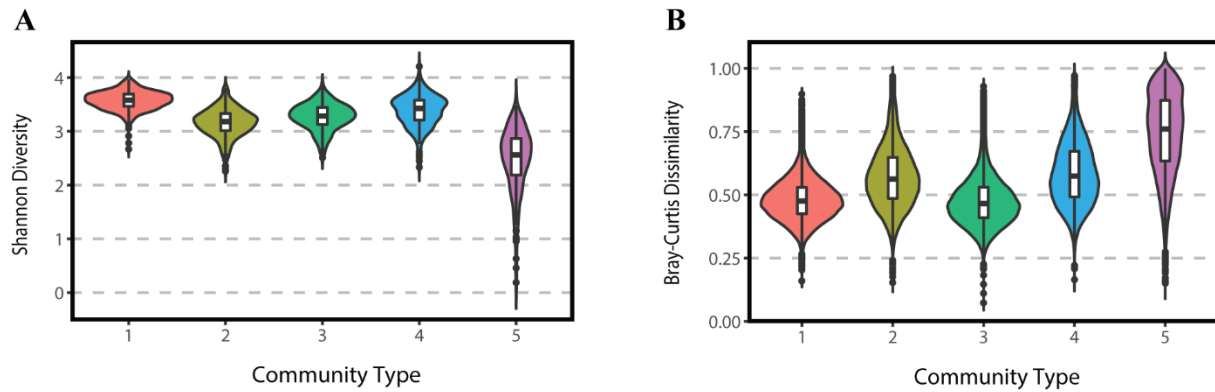 A
Shannon Diversity
4
3
2
1
0
1 2 3 4 5
Community Type
B
Bray-Curtis Dissimilarity
1.00
0.75
0.50
0.25
0.00
1 2 3 4 5
Community Type